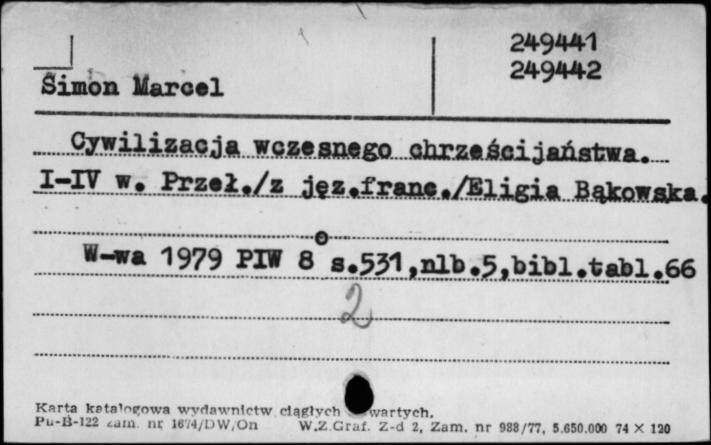 249441
249442
Simon Marcel
Cywilizacja wczesnego chrześcijaństwa.
I-IV w. Przeł./z jęz.franc./Eligia Bąkowska.
W-wa 1979 PIW 8° s.531,nlb.5,bibl.tabl.66
2
Karta katalogowa wydawnictw ciągłych wartych.
Pu-B-122 zam. nr 1674/DW/On W.Z.Graf. Z-d 2, Zam. nr 988/77, 5.650.000 74 × 120